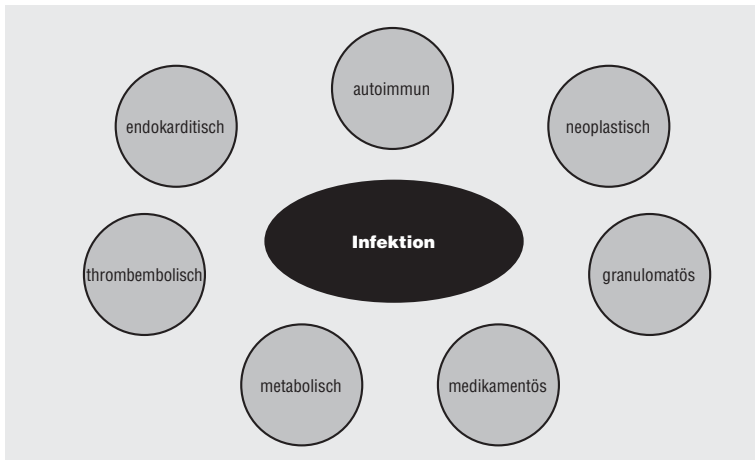 autoimmun
endokarditisch
neoplastisch
Infektion
thrombembolisch
granulomatös
metabolisch
medikamentös